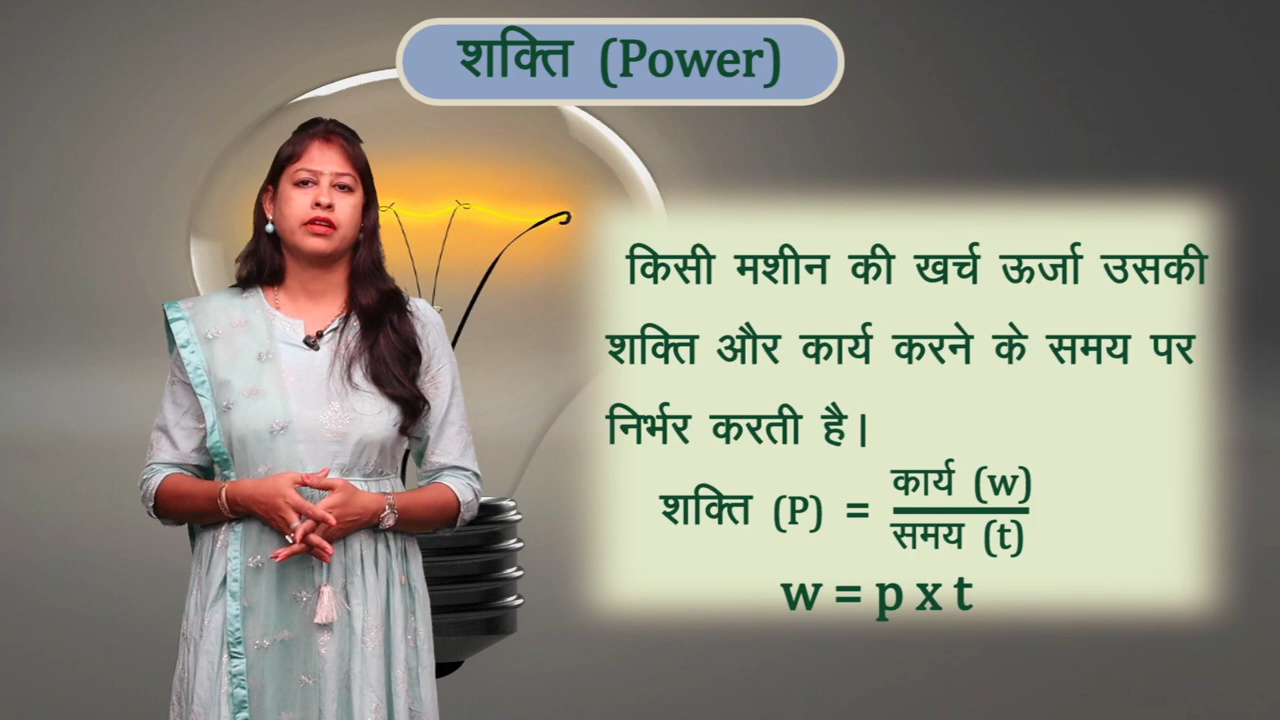 शक्ति (Power)
किसी मशीन की खर्च ऊर्जा उसकी
शक्ति और कार्य करने के समय पर
निर्भर करती है।
शक्ति (P) = कार्य (w)
समय (t)
w = p x t